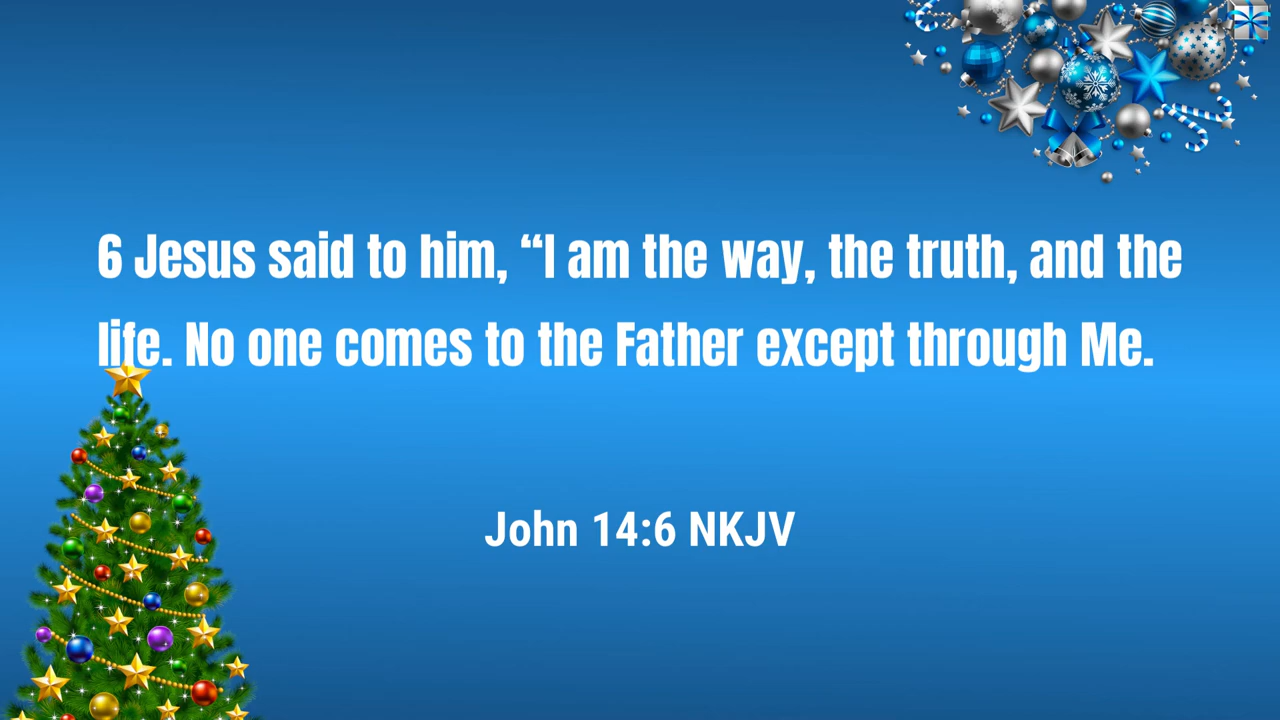 6 Jesus said to him, “I am the way, the truth, and the
life. No one comes to the Father except through Me.
John 14:6 NKJV